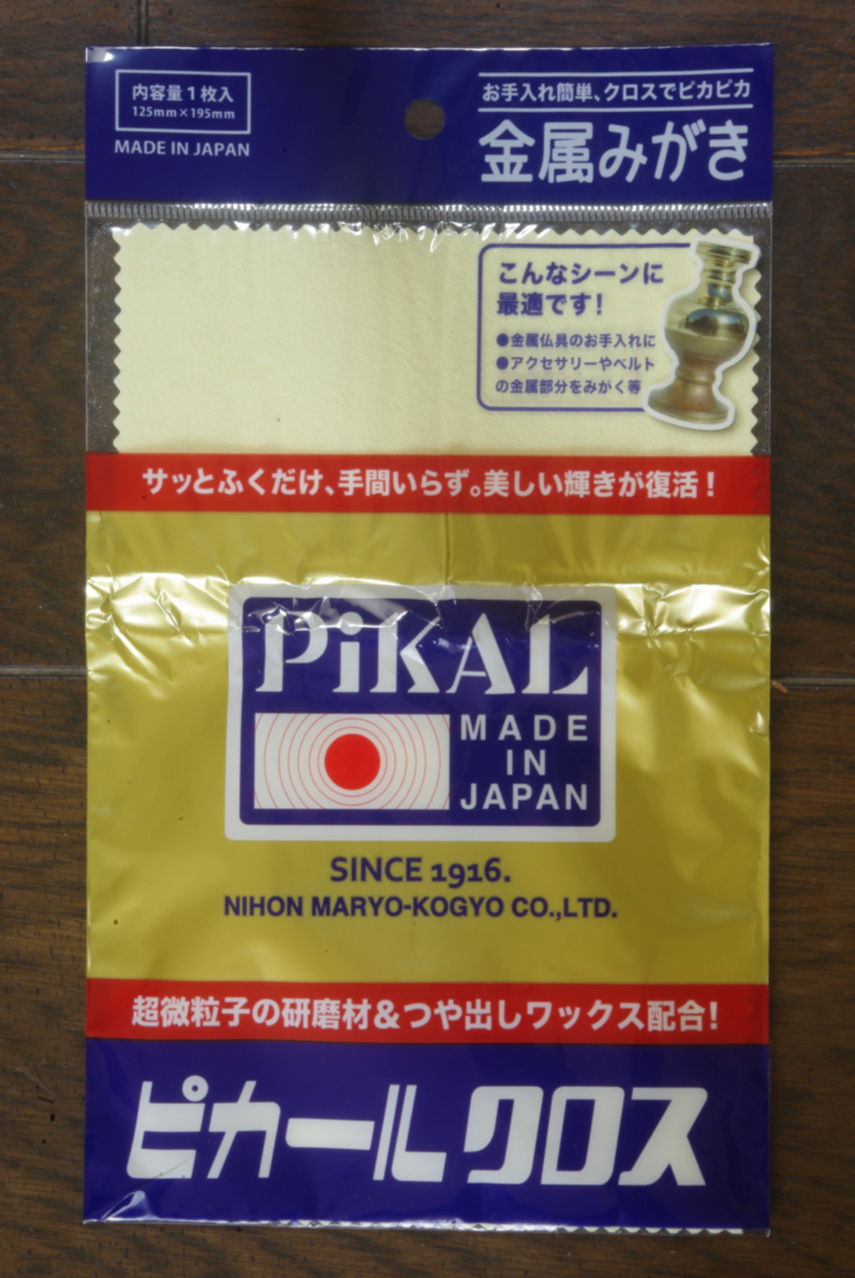 内容量1枚入
125mm×195mm
MADE IN JAPAN
お手入れ簡単、クロスでピカピカ
金属みがき
こんなシーンに
最適です!
●金属仏具のお手入れに
●アクセサリーやベルト
の金属部分をみがく等
サッとふくだけ、手間いらず。美しい輝きが復活!
PiKAL
MADE
IN
JAPAN
SINCE 1916.
NIHON MARYO-KOGYO CO.,LTD.
超微粒子の研磨材&つや出しワックス配合!
ピカールクロス